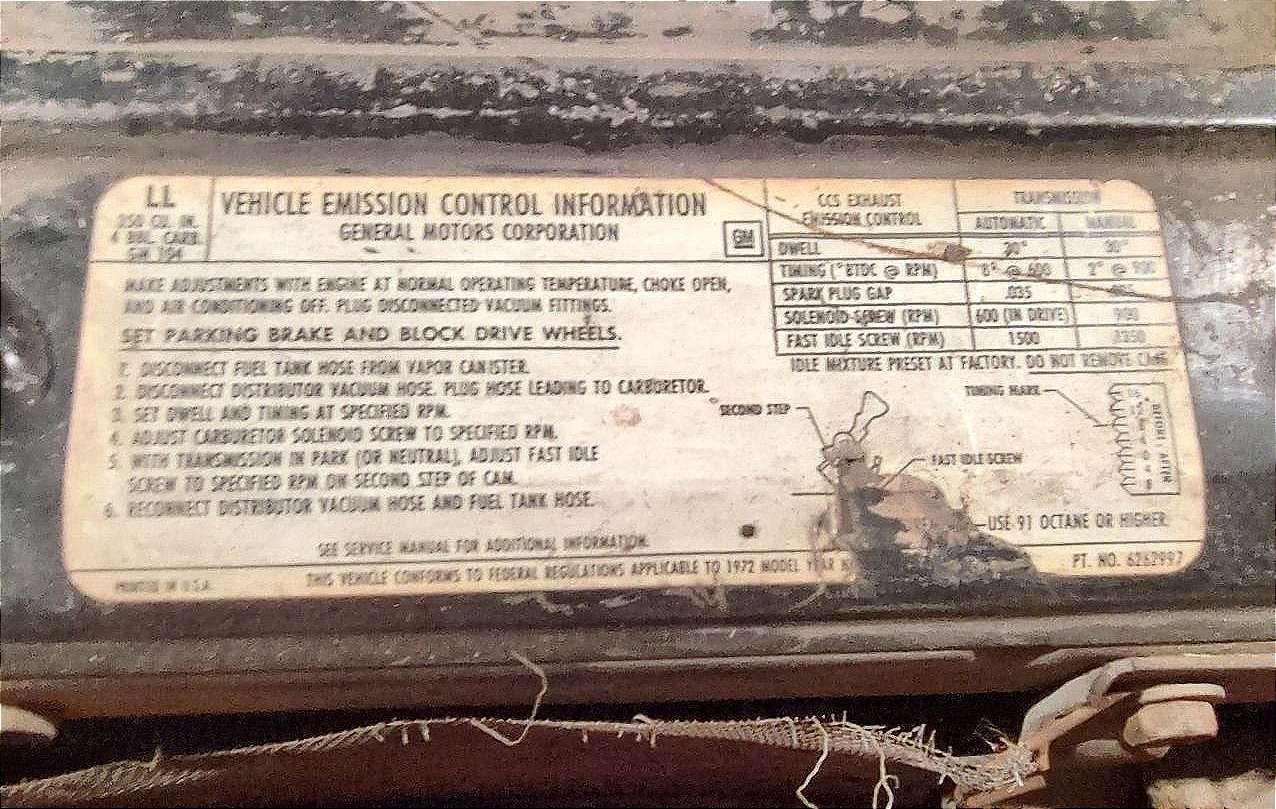 LL
350 CU. IN.
4 BBL. CARB.
VEHICLE EMISSION CONTROL INFORMATION
GENERAL MOTORS CORPORATION
GM
MAKE ADJUSTMENTS WITH ENGINE AT NORMAL OPERATING TEMPERATURE, CHOKE OPEN,
AND AIR CONDITIONING OFF. PLUG DISCONNECTED VACUUM FITTINGS.
SET PARKING BRAKE AND BLOCK DRIVE WHEELS.
1. DISCONNECT FUEL TANK HOSE FROM VAPOR CANISTER.
2. DISCONNECT DISTRIBUTOR VACUUM HOSE. PLUG HOSE LEADING TO CARBURETOR.
3. SET DWELL AND TIMING AT SPECIFIED RPM.
4. ADJUST CARBURETOR SOLENOID SCREW TO SPECIFIED RPM.
5. WITH TRANSMISSION IN PARK (OR NEUTRAL), ADJUST FAST IDLE
SCREW TO SPECIFIED RPM ON SECOND STEP OF CAM.
6. RECONNECT DISTRIBUTOR VACUUM HOSE AND FUEL TANK HOSE.
SEE SERVICE MANUAL FOR ADDITIONAL INFORMATION.
PRINTED IN U.S.A.
THIS VEHICLE CONFORMS TO FEDERAL REGULATIONS APPLICABLE TO 1972 MODEL
CCS EXHAUST EMISSION CONTROL TRANSMISSION
AUTOMATIC MANUAL
DWELL 30° 30°
TIMING (°BTDC @ RPM) 8° @ 600 2° @ 900
SPARK PLUG GAP .035
SOLENOID SCREW (RPM) 600 (IN DRIVE) 900
FAST IDLE SCREW (RPM) 1500 1350
IDLE MIXTURE PRESET AT FACTORY. DO NOT REMOVE
TIMING MARK
SECOND STEP
BEFORE AFTER
FAST IDLE SCREW
USE 91 OCTANE OR HIGHER
PT. NO. 6262997